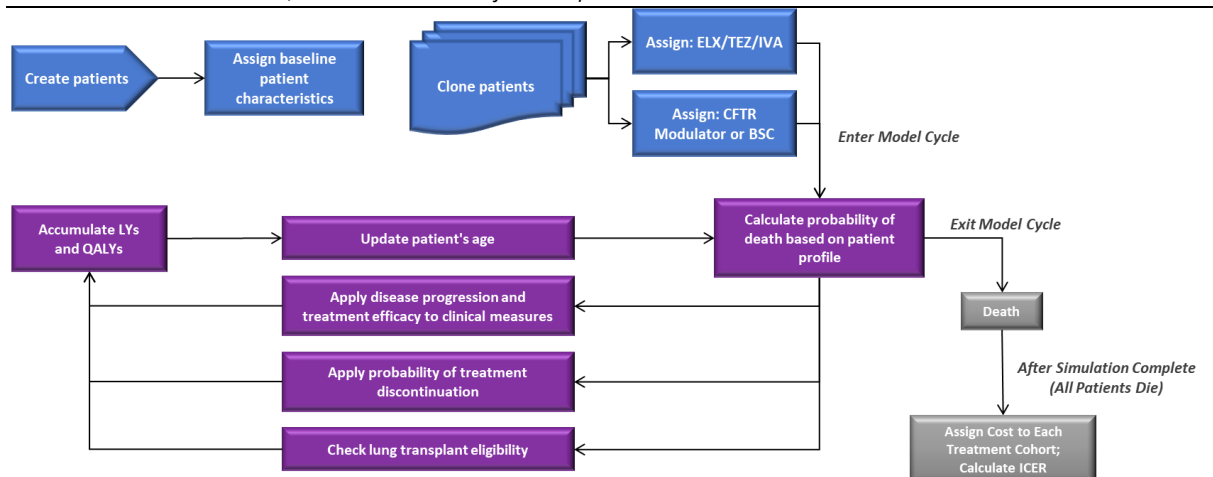 Create patients
Assign baseline
patient
characteristics
Clone patients
Assign: ELX/TEZ/IVA
Assign: CFTR
Modulator or BSC
Enter Model Cycle
Accumulate LYs
and QALYs
Update patient's age
Calculate probability of
death based on patient
profile
Exit Model Cycle
Apply disease progression and
treatment efficacy to clinical measures
Death
Apply probability of treatment
discontinuation
After Simulation Complete
(All Patients Die)
Check lung transplant eligibility
Assign Cost to Each
Treatment Cohort;
Calculate ICER